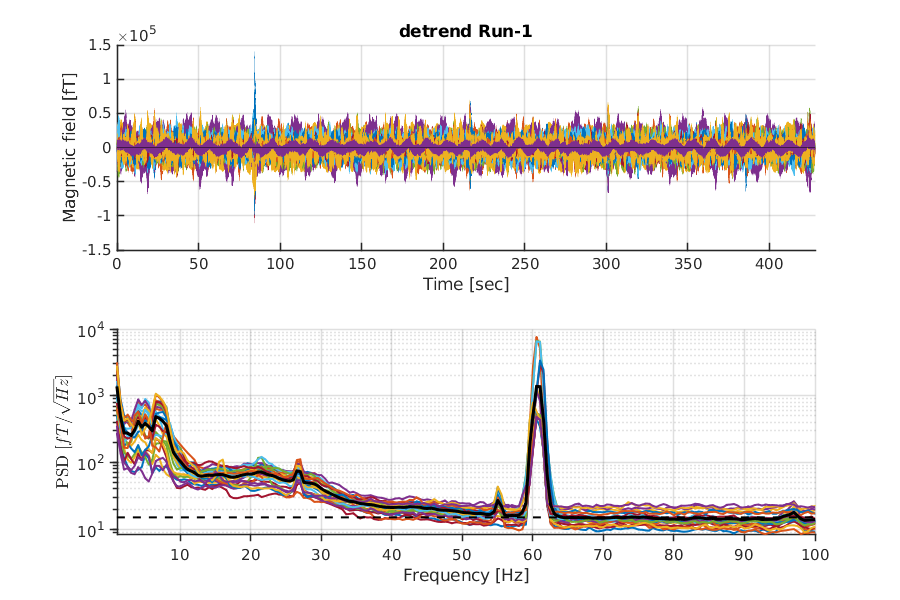 detrend Run-1
×10^5
1.5
1
0.5
0
-0.5
-1
-1.5
Magnetic field [fT]
0 50 100 150 200 250 300 350 400
Time [sec]
10^4
10^3
10^2
10^1
PSD [fT/√Hz]
10 20 30 40 50 60 70 80 90 100
Frequency [Hz]